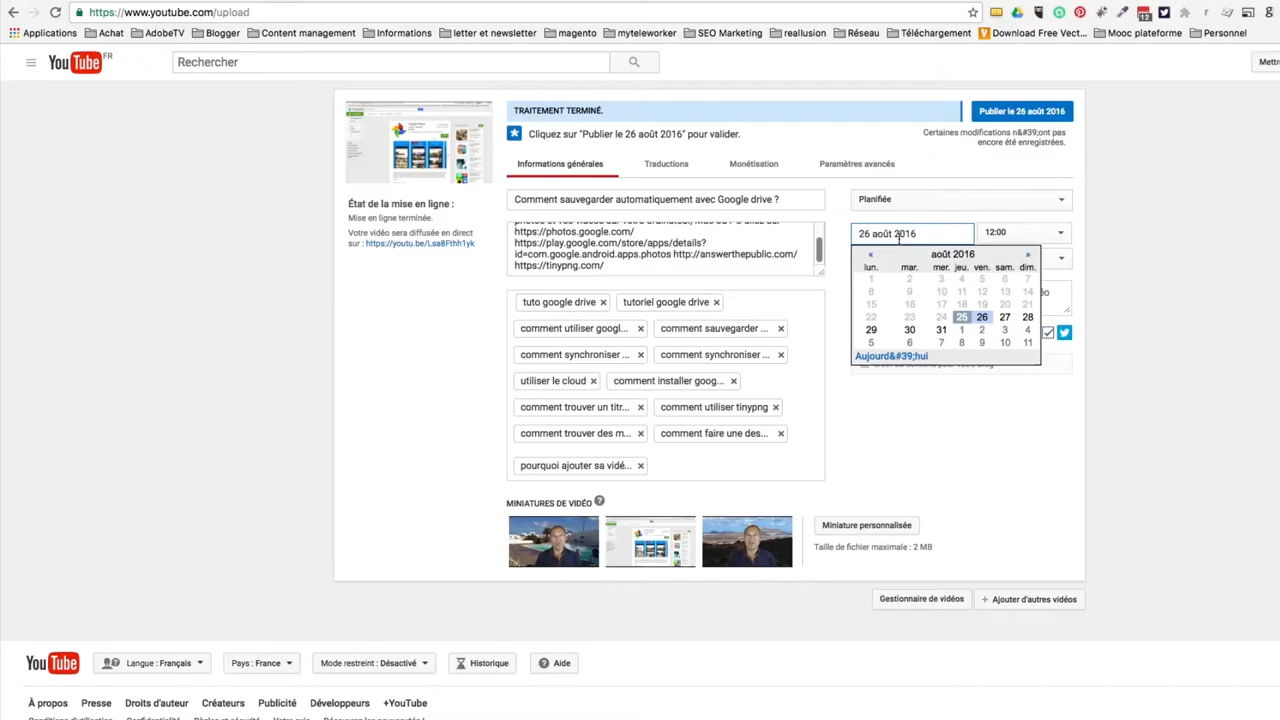 https://www.youtube.com/upload
Applications Achat AdobeTV Blogger Content management Informations letter et newsletter magento myteleworker SEO Marketing reallusion Réseau Téléchargement Download Free Vect... Mooc plateforme Personnel
YouTube FR
Rechercher
Mettre
TRAITEMENT TERMINÉ.
Publier le 26 août 2016
Cliquez sur "Publier le 26 août 2016" pour valider.
Certaines modifications n&#39;ont pas
encore été enregistrées.
Informations générales Traductions Monétisation Paramètres avancés
État de la mise en ligne :
Mise en ligne terminée.
Votre vidéo sera diffusée en direct
sur : https://youtu.be/Lsa8Fthh1yk
Comment sauvegarder automatiquement avec Google drive ?
https://photos.google.com/
https://play.google.com/store/apps/details?
id=com.google.android.apps.photos http://answerthepublic.com/
https://tinypng.com/
tuto google drive × tutoriel google drive ×
comment utiliser googl... × comment sauvegarder ... ×
comment synchroniser ... × comment synchroniser ... ×
utiliser le cloud × comment installer goog... ×
comment trouver un titr... × comment utiliser tinypng ×
comment trouver des m... × comment faire une des... ×
pourquoi ajouter sa vidé... ×
Planifiée
26 août 2016 12:00
« août 2016 »
lun. mar. mer. jeu. ven. sam. dim.
1 2 3 4 5 6 7
8 9 10 11 12 13 14
15 16 17 18 19 20 21
22 23 24 25 26 27 28
29 30 31 1 2 3 4
5 6 7 8 9 10 11
Aujourd&#39;hui
MINIATURES DE VIDÉO ?
Miniature personnalisée
Taille de fichier maximale : 2 MB
Gestionnaire de vidéos + Ajouter d'autres vidéos
YouTube Langue : Français Pays : France Mode restreint : Désactivé Historique ? Aide
À propos Presse Droits d'auteur Créateurs Publicité Développeurs +YouTube